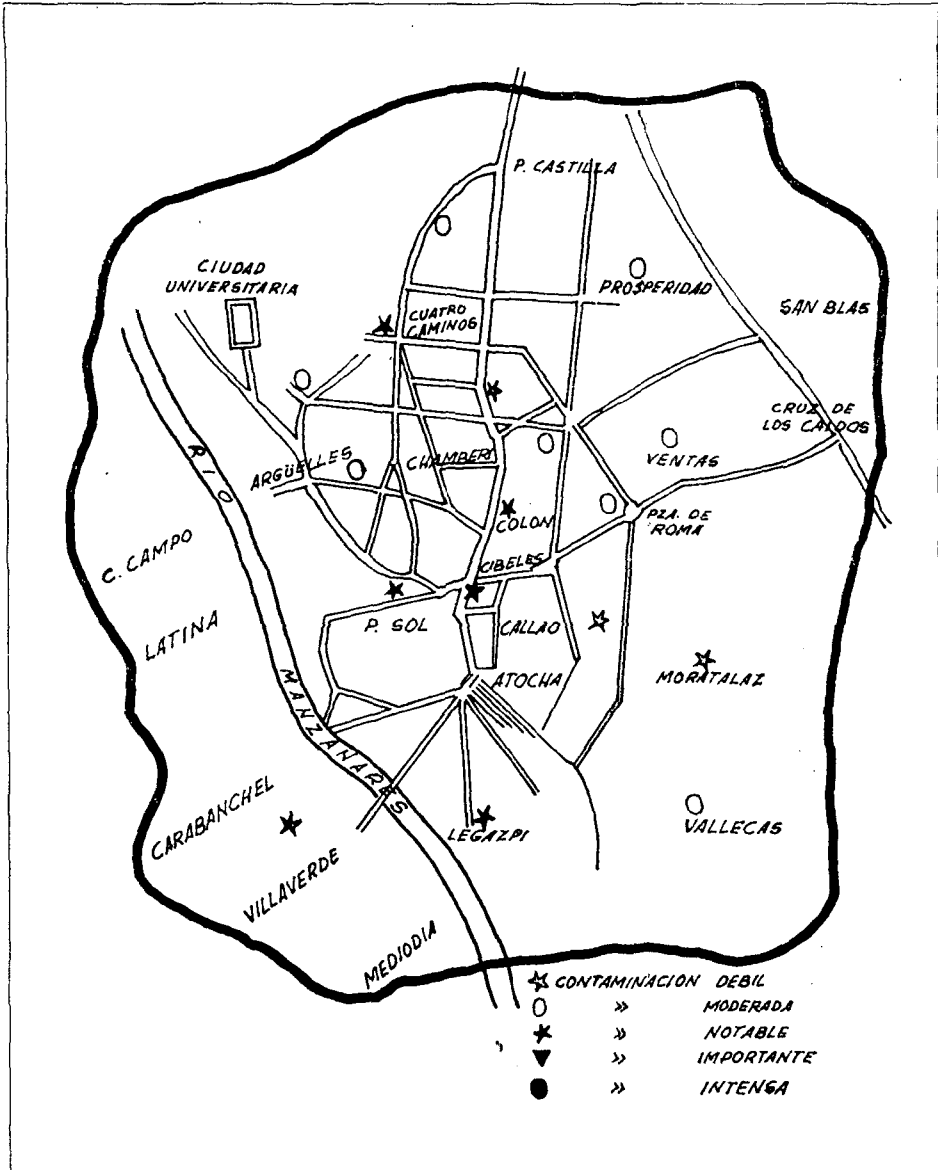 P. CASTILLA
CIUDAD
UNIVERSITARIA
PROSPERIDAD
SAN BLAS
CUATRO
CAMINOS
CRUZ DE
LOS CAIDOS
ARGÜELLES
CHAMBERI
VENTAS
RIO
COLON
PZA. DE
ROMA
C. CAMPO
CIBELES
LATINA
P. SOL
CALLAO
ATOCHA
MORATALAZ
MANZANARES
CARABANCHEL
LEGAZPI
VALLECAS
VILLAVERDE
MEDIODIA
CONTAMINACION DEBIL
» MODERADA
» NOTABLE
» IMPORTANTE
» INTENSA